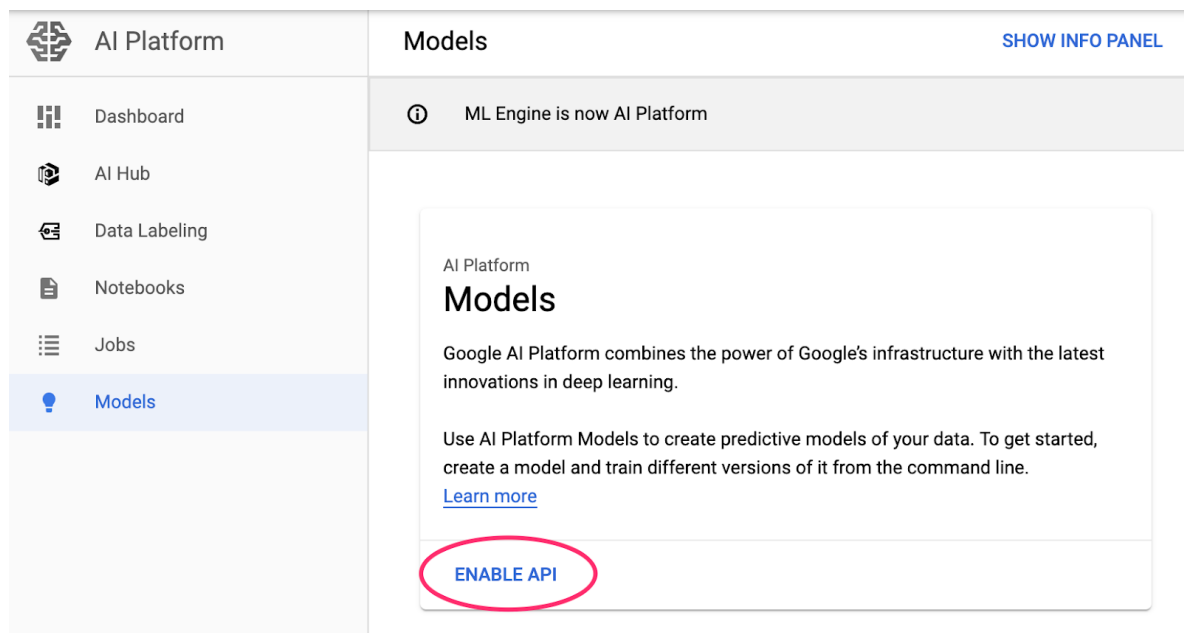 AI Platform
Models
SHOW INFO PANEL
Dashboard
AI Hub
Data Labeling
Notebooks
Jobs
Models
ML Engine is now AI Platform
AI Platform
Models
Google AI Platform combines the power of Google's infrastructure with the latest
innovations in deep learning.
Use AI Platform Models to create predictive models of your data. To get started,
create a model and train different versions of it from the command line.
Learn more
ENABLE API